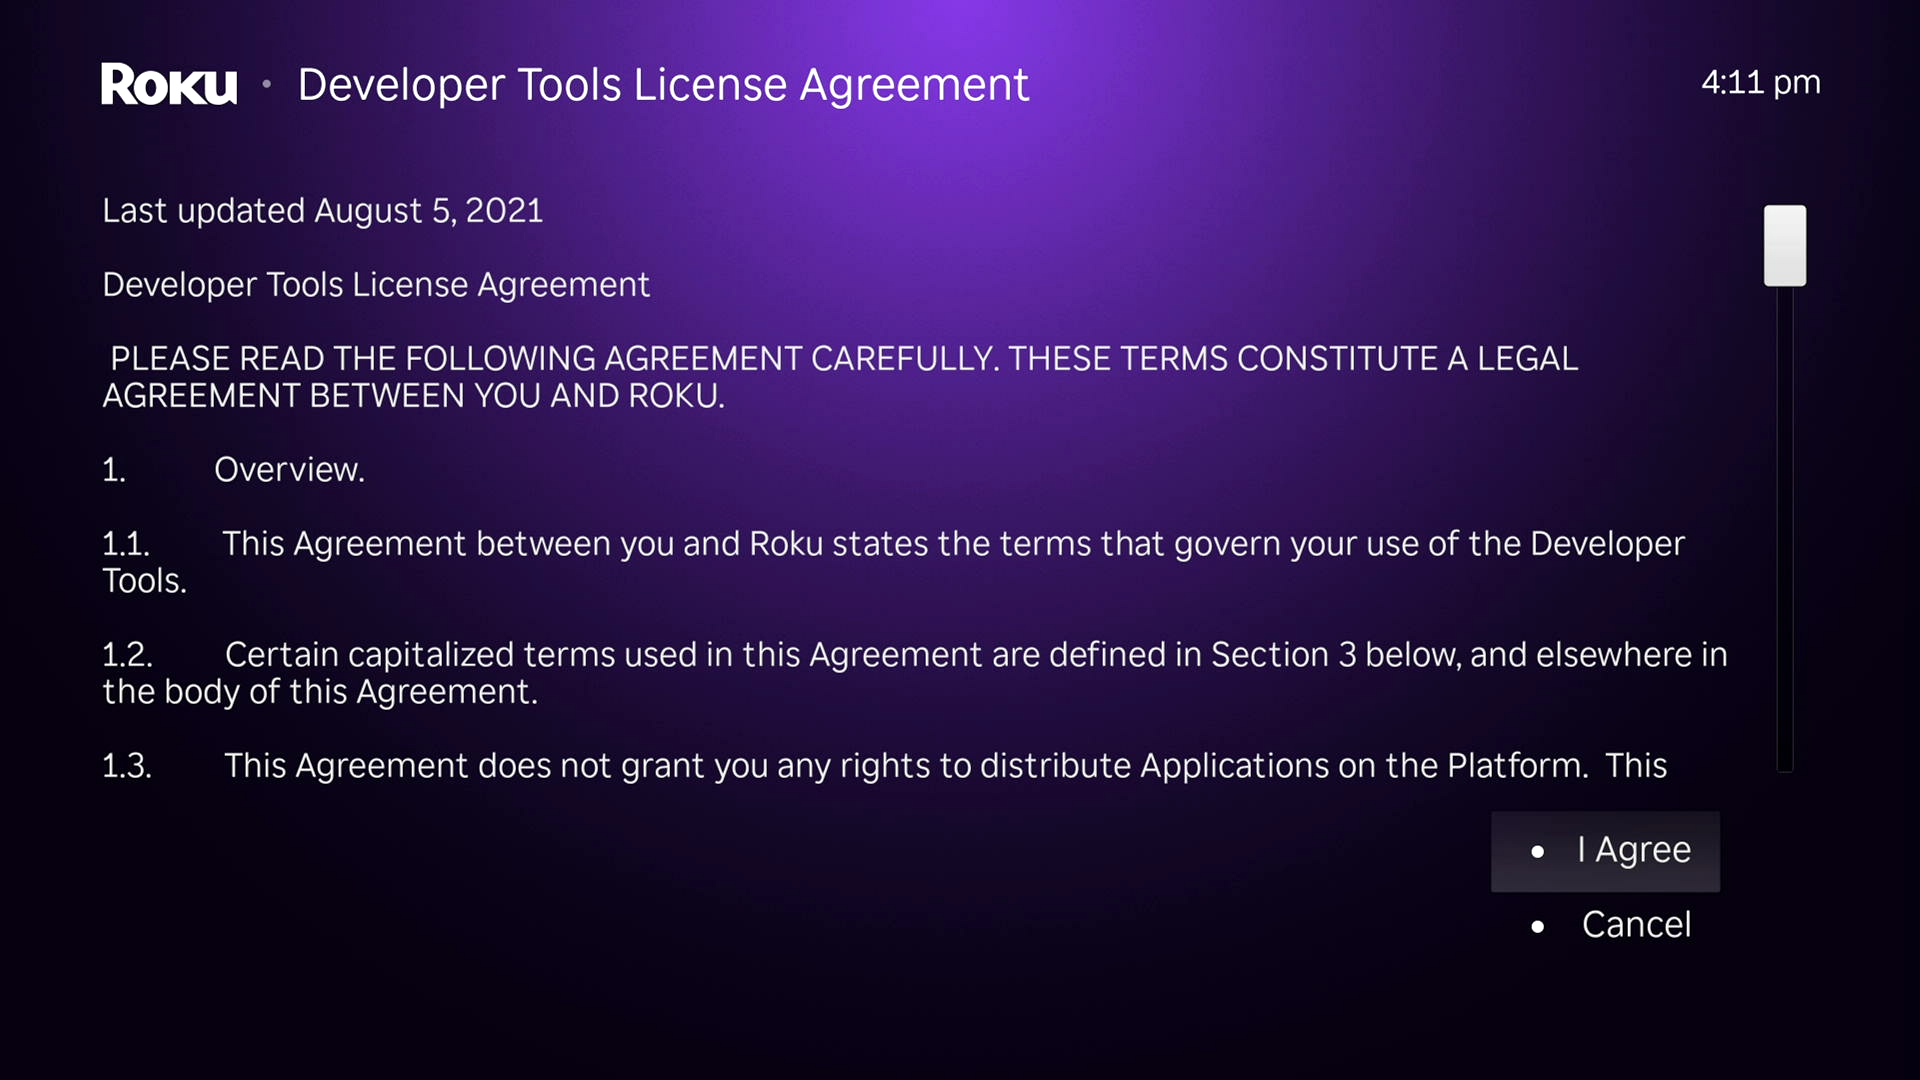 Roku • Developer Tools License Agreement
4:11 pm
Last updated August 5, 2021
Developer Tools License Agreement
PLEASE READ THE FOLLOWING AGREEMENT CAREFULLY. THESE TERMS CONSTITUTE A LEGAL
AGREEMENT BETWEEN YOU AND ROKU.
1. Overview.
1.1. This Agreement between you and Roku states the terms that govern your use of the Developer
Tools.
1.2. Certain capitalized terms used in this Agreement are defined in Section 3 below, and elsewhere in
the body of this Agreement.
1.3. This Agreement does not grant you any rights to distribute Applications on the Platform.  This
• I Agree
• Cancel